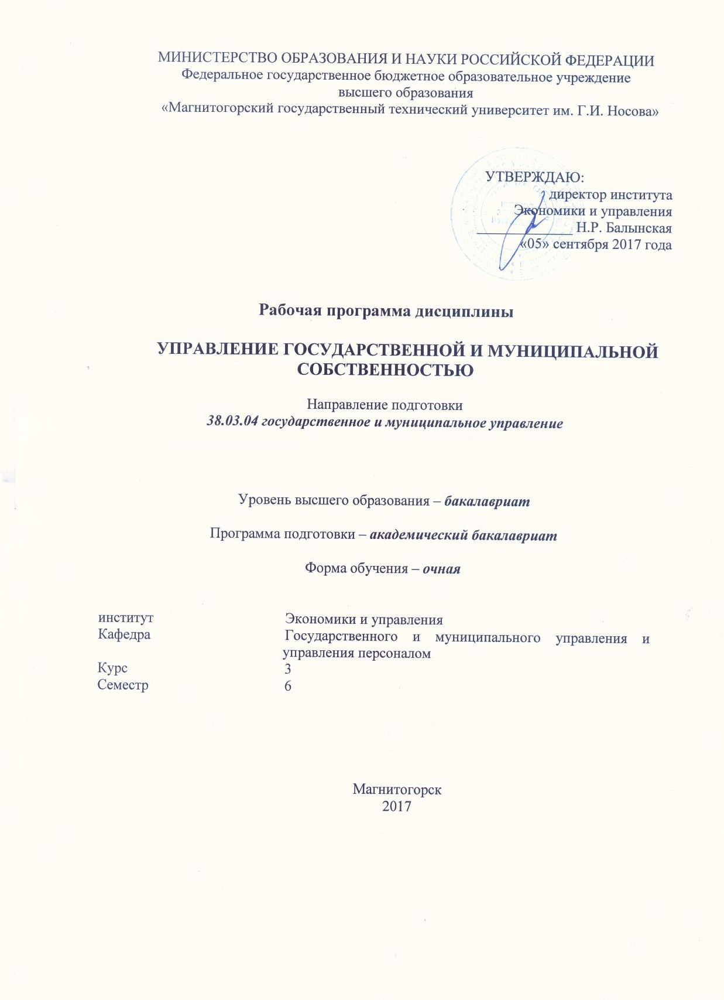 МИНИСТЕРСТВО ОБРАЗОВАНИЯ И НАУКИ РОССИЙСКОЙ ФЕДЕРАЦИИ
Федеральное государственное бюджетное образовательное учреждение
высшего образования
«Магнитогорский государственный технический университет им. Г.И. Носова»
УТВЕРЖДАЮ:
директор института
Экономики и управления
_____________ Н.Р. Балынская
«05» сентября 2017 года
Рабочая программа дисциплины
УПРАВЛЕНИЕ ГОСУДАРСТВЕННОЙ И МУНИЦИПАЛЬНОЙ
СОБСТВЕННОСТЬЮ
Направление подготовки
38.03.04 государственное и муниципальное управление
Уровень высшего образования – бакалавриат
Программа подготовки – академический бакалавриат
Форма обучения – очная
институт Экономики и управления
Кафедра Государственного и муниципального управления и
управления персоналом
Курс 3
Семестр 6
Магнитогорск
2017